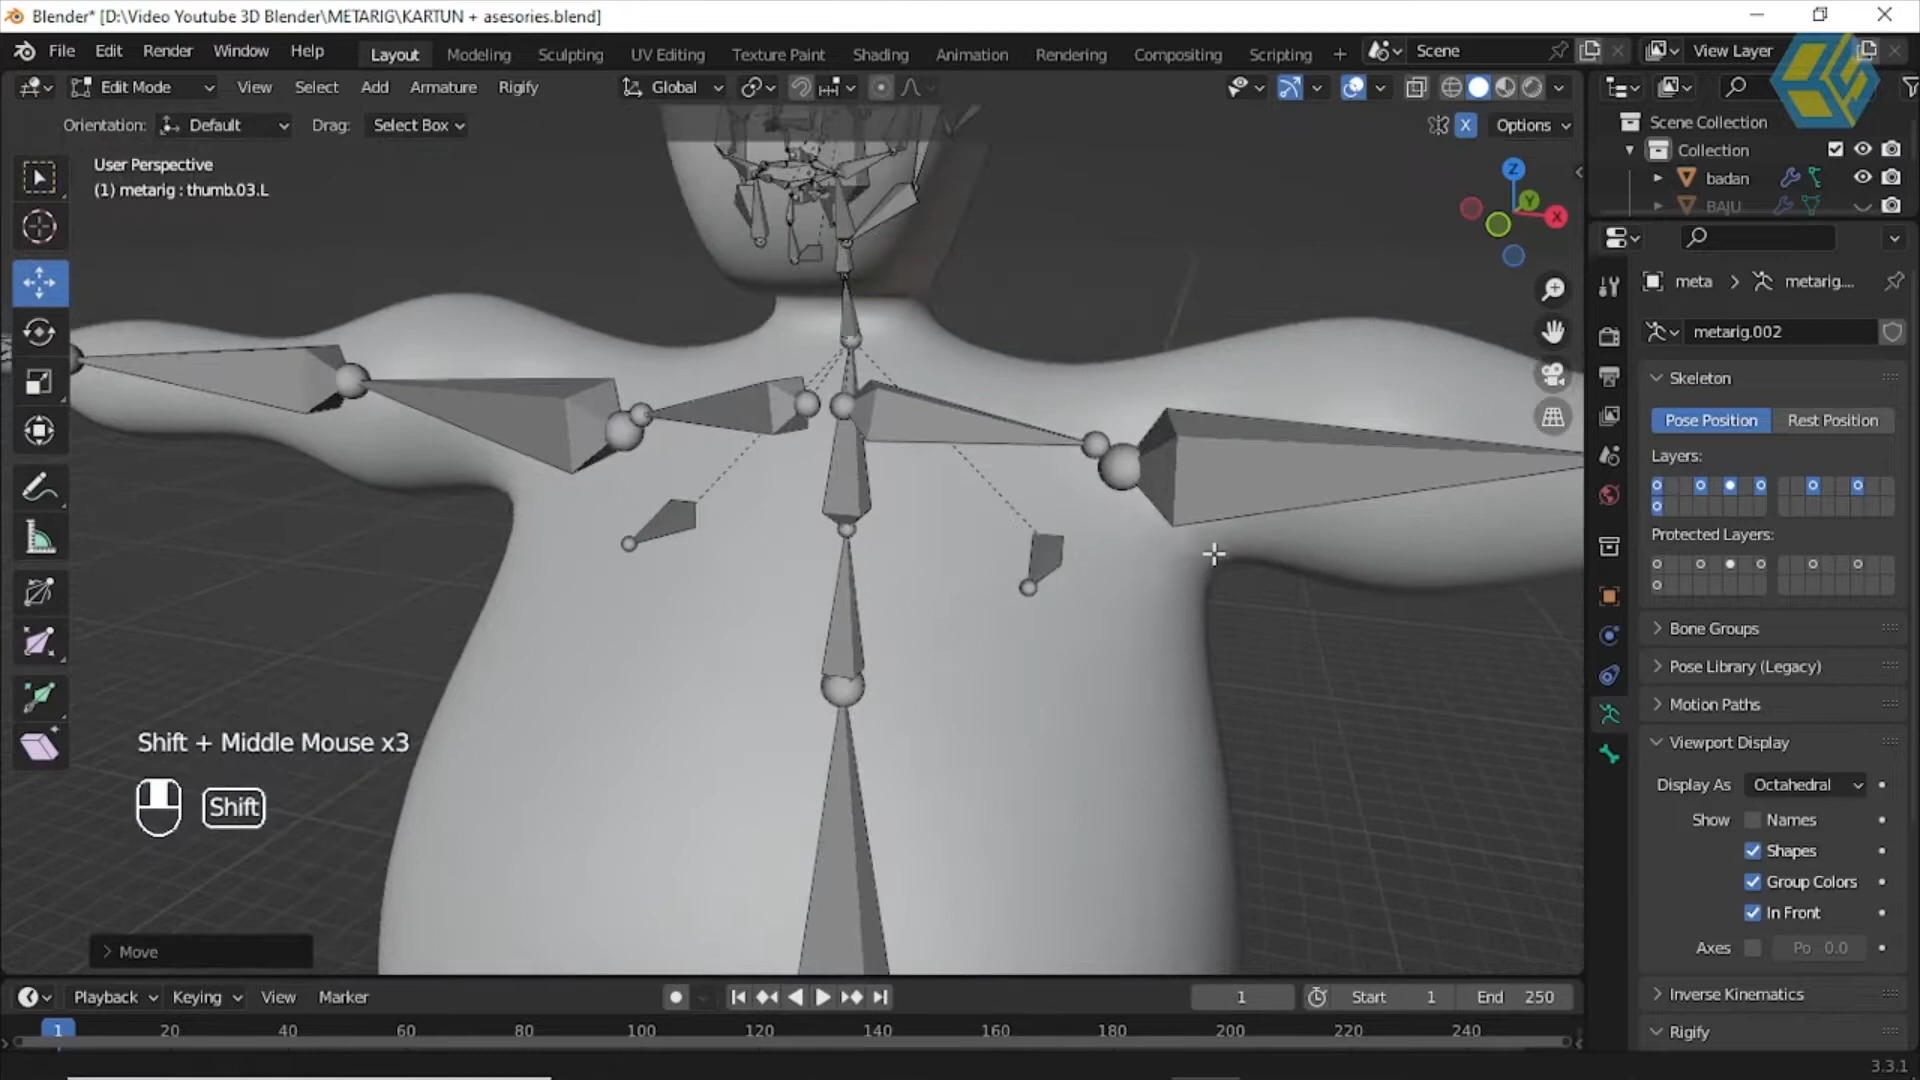 Blender* [D:\Video Youtube 3D Blender\METARIG\KARTUN + asesories.blend]
File Edit Render Window Help Layout Modeling Sculpting UV Editing Texture Paint Shading Animation Rendering Compositing Scripting + Scene View Layer
Edit Mode View Select Add Armature Rigify Global
Orientation: Default Drag: Select Box X Options
Scene Collection
Collection
badan
BAJU
User Perspective
(1) metarig : thumb.03.L
Z
Y
X
meta > metarig....
metarig.002
Skeleton
Pose Position Rest Position
Layers:
Protected Layers:
Bone Groups
Pose Library (Legacy)
Motion Paths
Viewport Display
Display As Octahedral
Show Names
Shapes
Group Colors
In Front
Axes Po 0.0
Inverse Kinematics
Rigify
Shift + Middle Mouse x3
Shift
Move
Playback Keying View Marker 1 Start 1 End 250
1 20 40 60 80 100 120 140 160 180 200 220 240
3.3.1